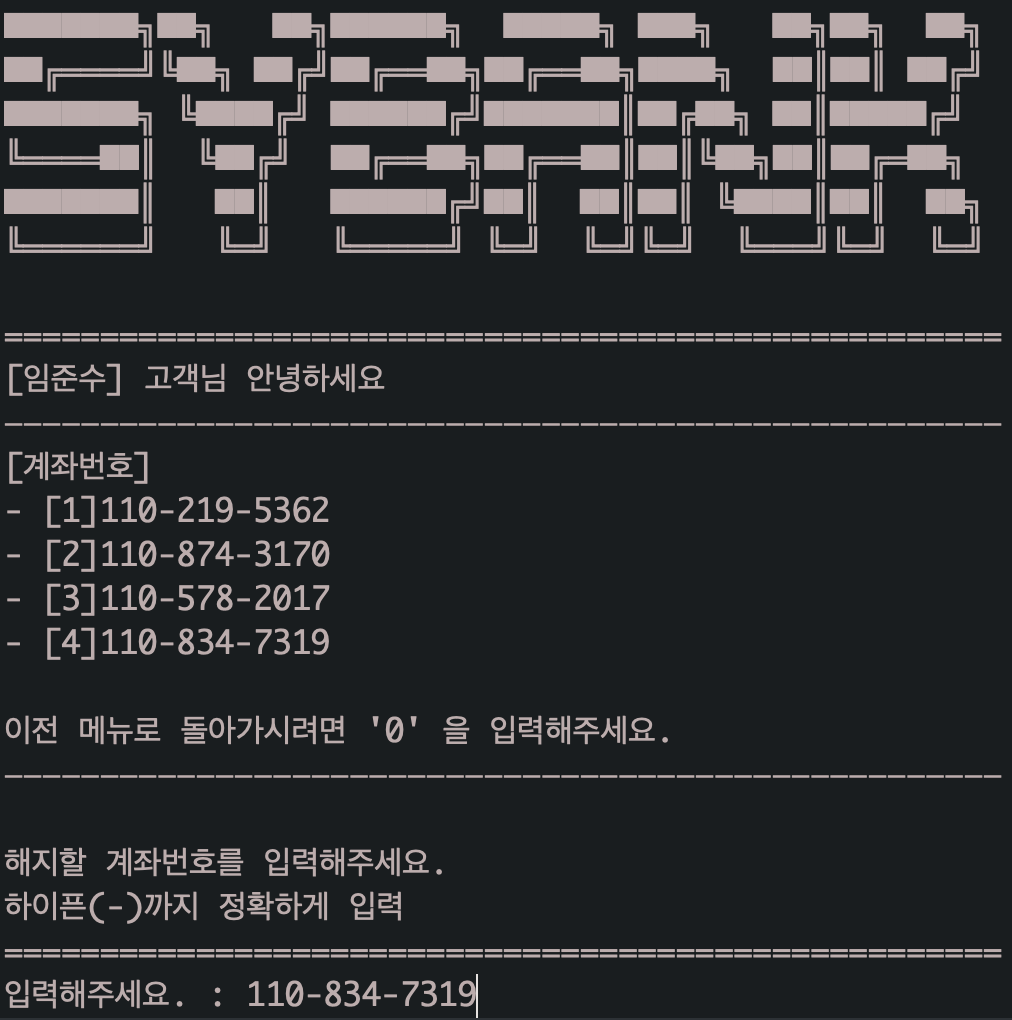 SYBANK
[임준수] 고객님 안녕하세요
[계좌번호]
- [1]110-219-5362
- [2]110-874-3170
- [3]110-578-2017
- [4]110-834-7319
이전 메뉴로 돌아가시려면 '0' 을 입력해주세요.
해지할 계좌번호를 입력해주세요.
하이픈(-)까지 정확하게 입력
입력해주세요. : 110-834-7319